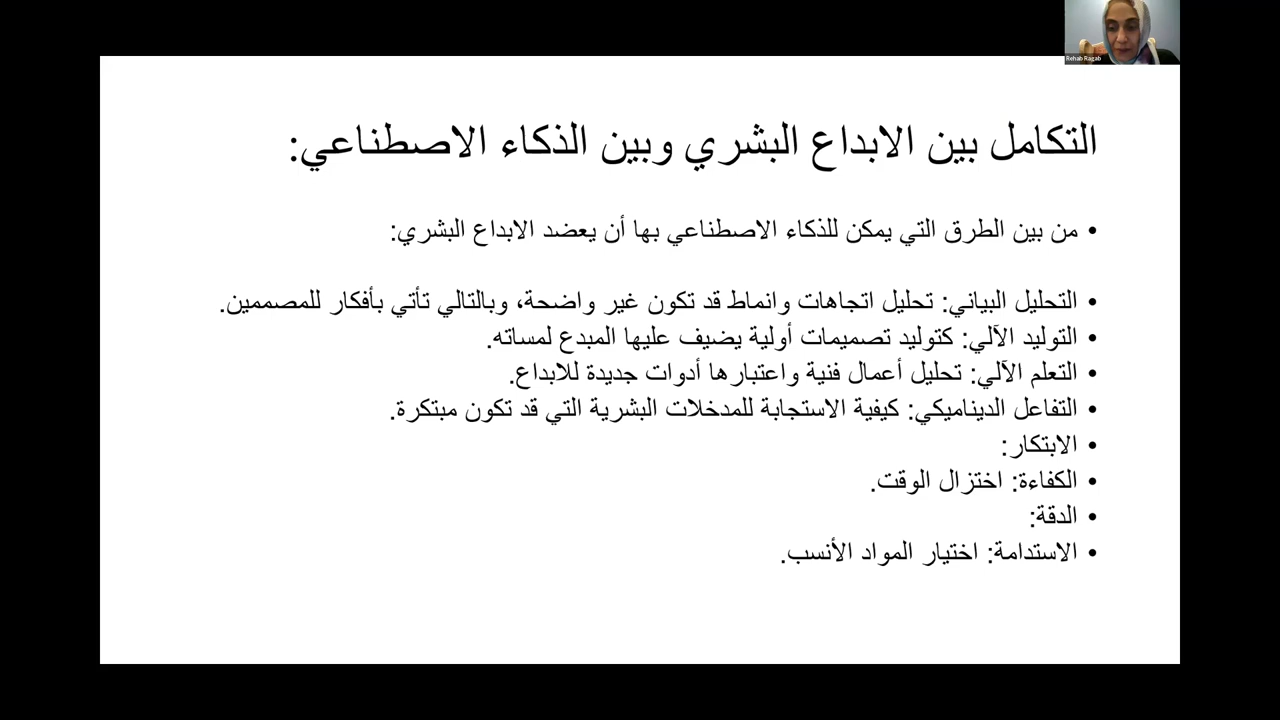 Rehab Ragab
التكامل بين الابداع البشري وبين الذكاء الاصطناعي:
• من بين الطرق التي يمكن للذكاء الاصطناعي بها أن يعضد الابداع البشري:
• التحليل البياني: تحليل اتجاهات وانماط قد تكون غير واضحة، وبالتالي تأتي بأفكار للمصممين.
• التوليد الآلي: كتوليد تصميمات أولية يضيف عليها المبدع لمساته.
• التعلم الآلي: تحليل أعمال فنية واعتبارها أدوات جديدة للابداع.
• التفاعل الديناميكي: كيفية الاستجابة للمدخلات البشرية التي قد تكون مبتكرة.
• الابتكار:
• الكفاءة: اختزال الوقت.
• الدقة:
• الاستدامة: اختيار المواد الأنسب.